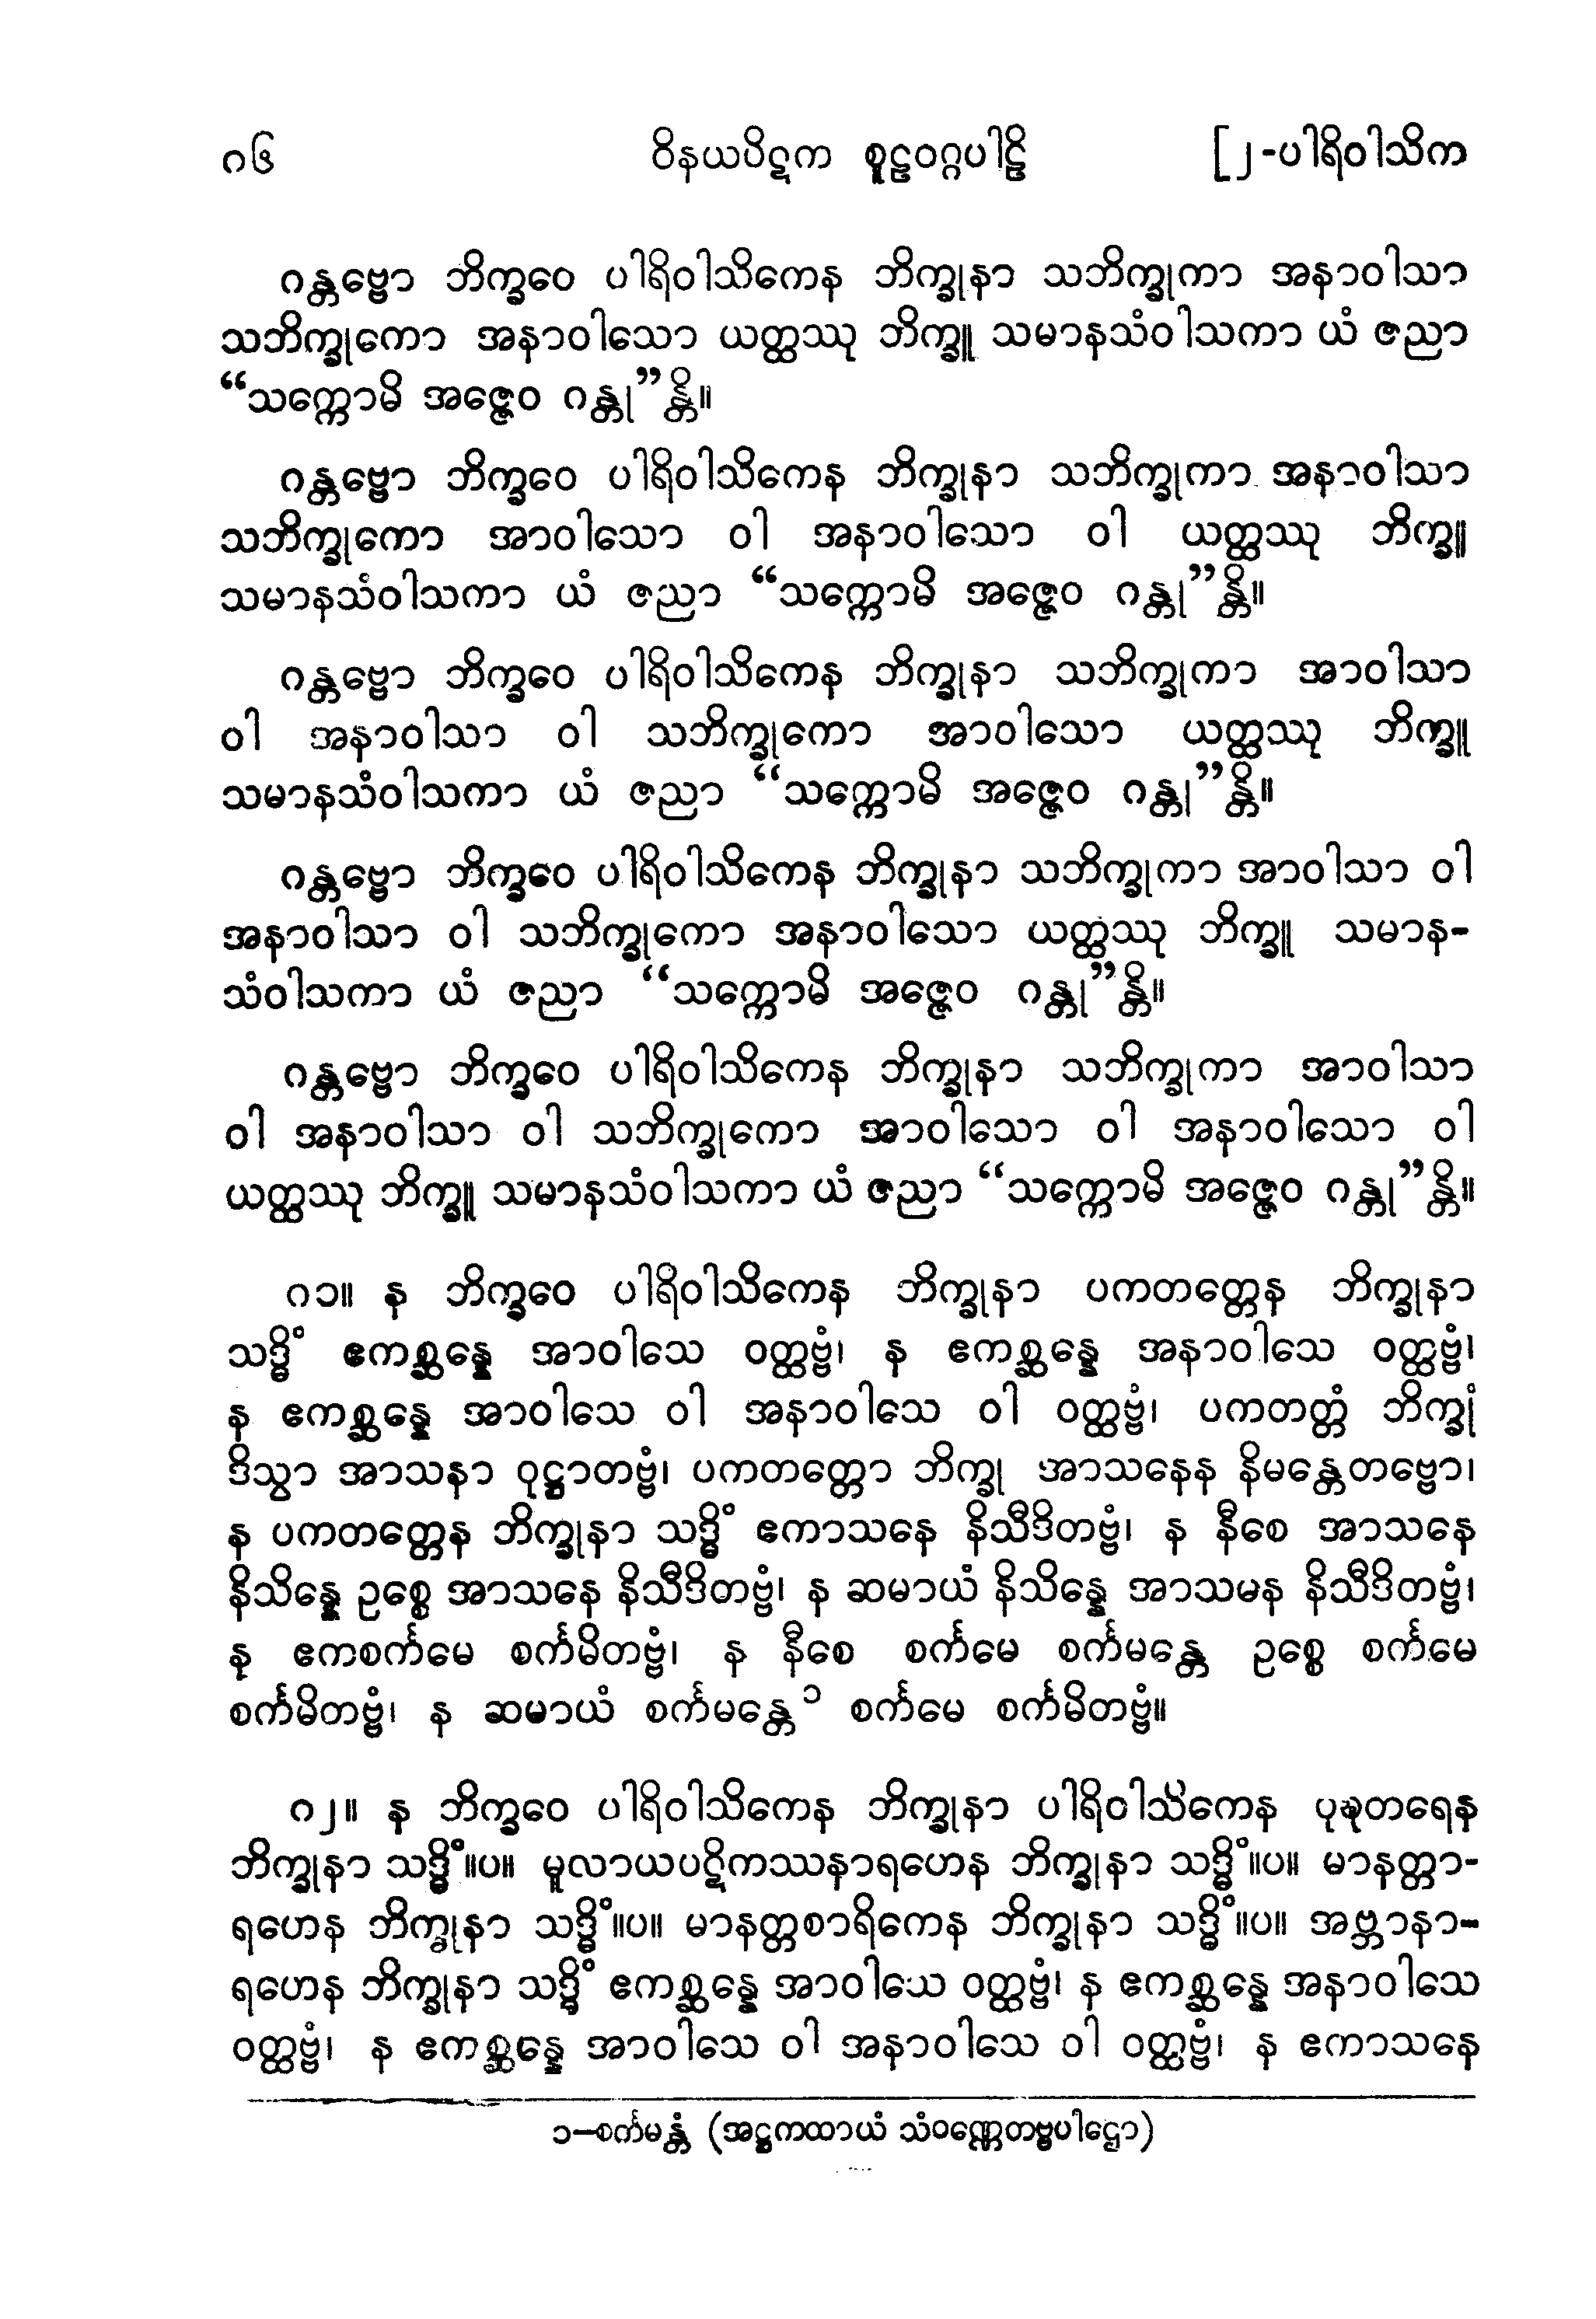 ၈၆ ဝိနယပိဋက စူဠဝဂ္ဂပါဠိ [၂-ပါရိဝါသိက
ဂန္တဗ္ဗော ဘိက္ခဝေ ပါရိဝါသိကေန ဘိက္ခုနာ သဘိက္ခုကာ အနာဝါသာ
သဘိက္ခုကော အနာဝါသော ယတ္ထဿု ဘိက္ခူ သမာနသံဝါသကာ ယံ ဇညာ
“သက္ကောမိ အဇ္ဇေဝ ဂန္တု”န္တိ။
ဂန္တဗ္ဗော ဘိက္ခဝေ ပါရိဝါသိကေန ဘိက္ခုနာ သဘိက္ခုကာ အနာဝါသာ
သဘိက္ခုကော အာဝါသော ဝါ အနာဝါသော ဝါ ယတ္ထဿု ဘိက္ခူ
သမာနသံဝါသကာ ယံ ဇညာ “သက္ကောမိ အဇ္ဇေဝ ဂန္တု”န္တိ။
ဂန္တဗ္ဗော ဘိက္ခဝေ ပါရိဝါသိကေန ဘိက္ခုနာ သဘိက္ခုကာ အာဝါသာ
ဝါ အနာဝါသာ ဝါ သဘိက္ခုကော အာဝါသော ယတ္ထဿု ဘိက္ခူ
သမာနသံဝါသကာ ယံ ဇညာ “သက္ကောမိ အဇ္ဇေဝ ဂန္တု”န္တိ။
ဂန္တဗ္ဗော ဘိက္ခဝေ ပါရိဝါသိကေန ဘိက္ခုနာ သဘိက္ခုကာ အာဝါသာ ဝါ
အနာဝါသာ ဝါ သဘိက္ခုကော အနာဝါသော ယတ္ထဿု ဘိက္ခူ သမာန-
သံဝါသကာ ယံ ဇညာ “သက္ကောမိ အဇ္ဇေဝ ဂန္တု”န္တိ။
ဂန္တဗ္ဗော ဘိက္ခဝေ ပါရိဝါသိကေန ဘိက္ခုနာ သဘိက္ခုကာ အာဝါသာ
ဝါ အနာဝါသာ ဝါ သဘိက္ခုကော အာဝါသော ဝါ အနာဝါသော ဝါ
ယတ္ထဿု ဘိက္ခူ သမာနသံဝါသကာ ယံ ဇညာ “သက္ကောမိ အဇ္ဇေဝ ဂန္တု”န္တိ။
၈၁။ န ဘိက္ခဝေ ပါရိဝါသိကေန ဘိက္ခုနာ ပကတတ္တေန ဘိက္ခုနာ
သဒ္ဓိံ ဧကစ္ဆန္နေ အာဝါသေ ဝတ္ထဗ္ဗံ၊ န ဧကစ္ဆန္နေ အနာဝါသေ ဝတ္ထဗ္ဗံ၊
န ဧကစ္ဆန္နေ အာဝါသေ ဝါ အနာဝါသေ ဝါ ဝတ္ထဗ္ဗံ၊ ပကတတ္တံ ဘိက္ခုံ
ဒိသွာ အာသနာ ဝုဋ္ဌာတဗ္ဗံ၊ ပကတတ္တော ဘိက္ခု အာသနေန နိမန္တေတဗ္ဗော၊
န ပကတတ္တေန ဘိက္ခုနာ သဒ္ဓိံ ဧကာသနေ နိသီဒိတဗ္ဗံ၊ န နီစေ အာသနေ
နိသိန္နေ ဥစ္စေ အာသနေ နိသီဒိတဗ္ဗံ၊ န ဆမာယံ နိသိန္နေ အာသမန နိသီဒိတဗ္ဗံ၊
န ဧကစင်္ကမေ စင်္ကမိတဗ္ဗံ၊ န နီစေ စင်္ကမေ စင်္ကမန္တေ ဥစ္စေ စင်္ကမေ
စင်္ကမိတဗ္ဗံ၊ န ဆမာယံ စင်္ကမန္တေ ၁ စင်္ကမေ စင်္ကမိတဗ္ဗံ။
၈၂။ န ဘိက္ခဝေ ပါရိဝါသိကေန ဘိက္ခုနာ ပါရိဝါသိကေန ဝုဍ္ဎတရေန
ဘိက္ခုနာ သဒ္ဓိံ။ပ။ မူလာယပဋိကဿနာရဟေန ဘိက္ခုနာ သဒ္ဓိံ။ပ။ မာနတ္တာ-
ရဟေန ဘိက္ခုနာ သဒ္ဓိံ။ပ။ မာနတ္တစာရိကေန ဘိက္ခုနာ သဒ္ဓိံ။ပ။ အဗ္ဘာနာ-
ရဟေန ဘိက္ခုနာ သဒ္ဓိံ ဧကစ္ဆန္နေ အာဝါသေ ဝတ္ထဗ္ဗံ၊ န ဧကစ္ဆန္နေ အနာဝါသေ
ဝတ္ထဗ္ဗံ၊ န ဧကစ္ဆန္နေ အာဝါသေ ဝါ အနာဝါသေ ဝါ ဝတ္ထဗ္ဗံ၊ န ဧကာသနေ
၁–စင်္ကမန္တံ (အဋ္ဌကထာယံ သံဝဏ္ဏေတဗ္ဗပါဌော)